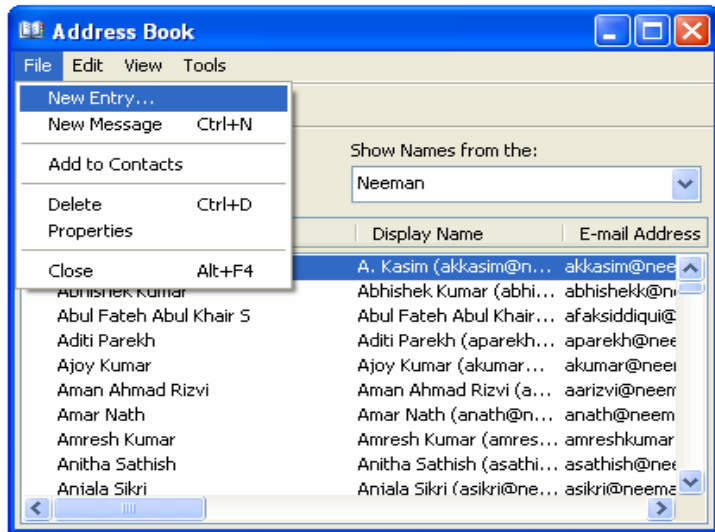 Address Book
File Edit View Tools
New Entry...
New Message Ctrl+N
Add to Contacts
Delete Ctrl+D
Properties
Close Alt+F4
Show Names from the:
Neeman
Display Name E-mail Address
A. Kasim (akkasim@n... akkasim@nee
Abhishek Kumar Abhishek Kumar (abhi... abhishekk@n
Abul Fateh Abul Khair S Abul Fateh Abul Khair... afaksiddiqui@
Aditi Parekh Aditi Parekh (aparekh... aparekh@nee
Ajoy Kumar Ajoy Kumar (akumar... akumar@nee
Aman Ahmad Rizvi Aman Ahmad Rizvi (a... aarizvi@neem
Amar Nath Amar Nath (anath@n... anath@neem
Amresh Kumar Amresh Kumar (amres... amreshkumar
Anitha Sathish Anitha Sathish (asathi... asathish@nee
Anjala Sikri Anjala Sikri (asikri@ne... asikri@neema